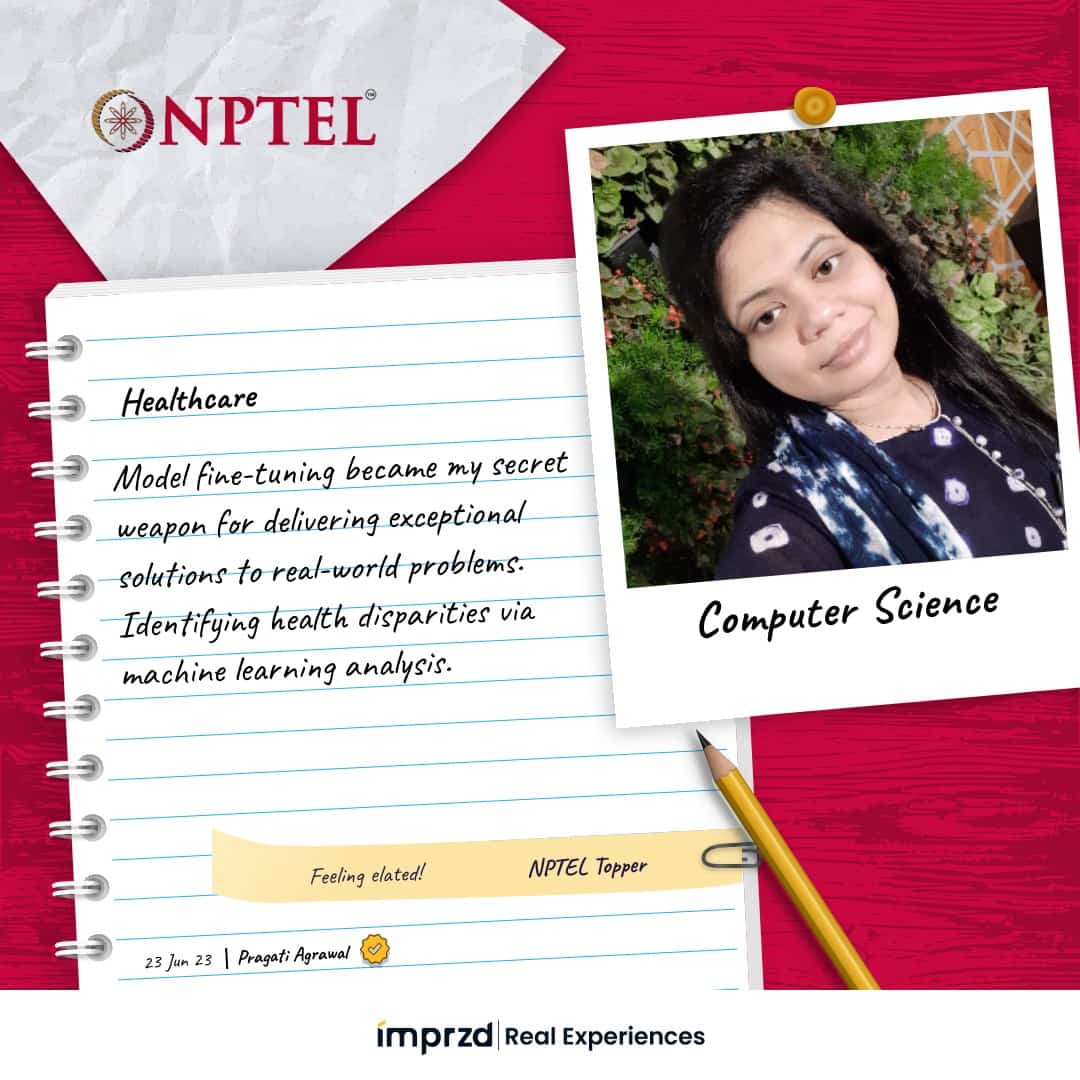 NPTEL™
Healthcare
Model fine-tuning became my secret
weapon for delivering exceptional
solutions to real-world problems.
Identifying health disparities via
machine learning analysis.
Computer Science
Feeling elated! NPTEL Topper
23 Jun 23 | Pragati Agrawal
imprzd | Real Experiences